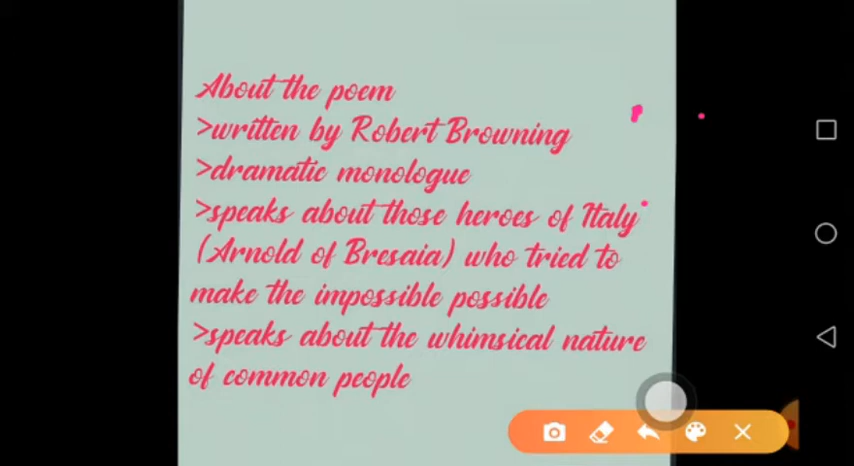 About the poem
>written by Robert Browning
>dramatic monologue
>speaks about those heroes of Italy
(Arnold of Bresaia) who tried to
make the impossible possible
>speaks about the whimsical nature
of common people